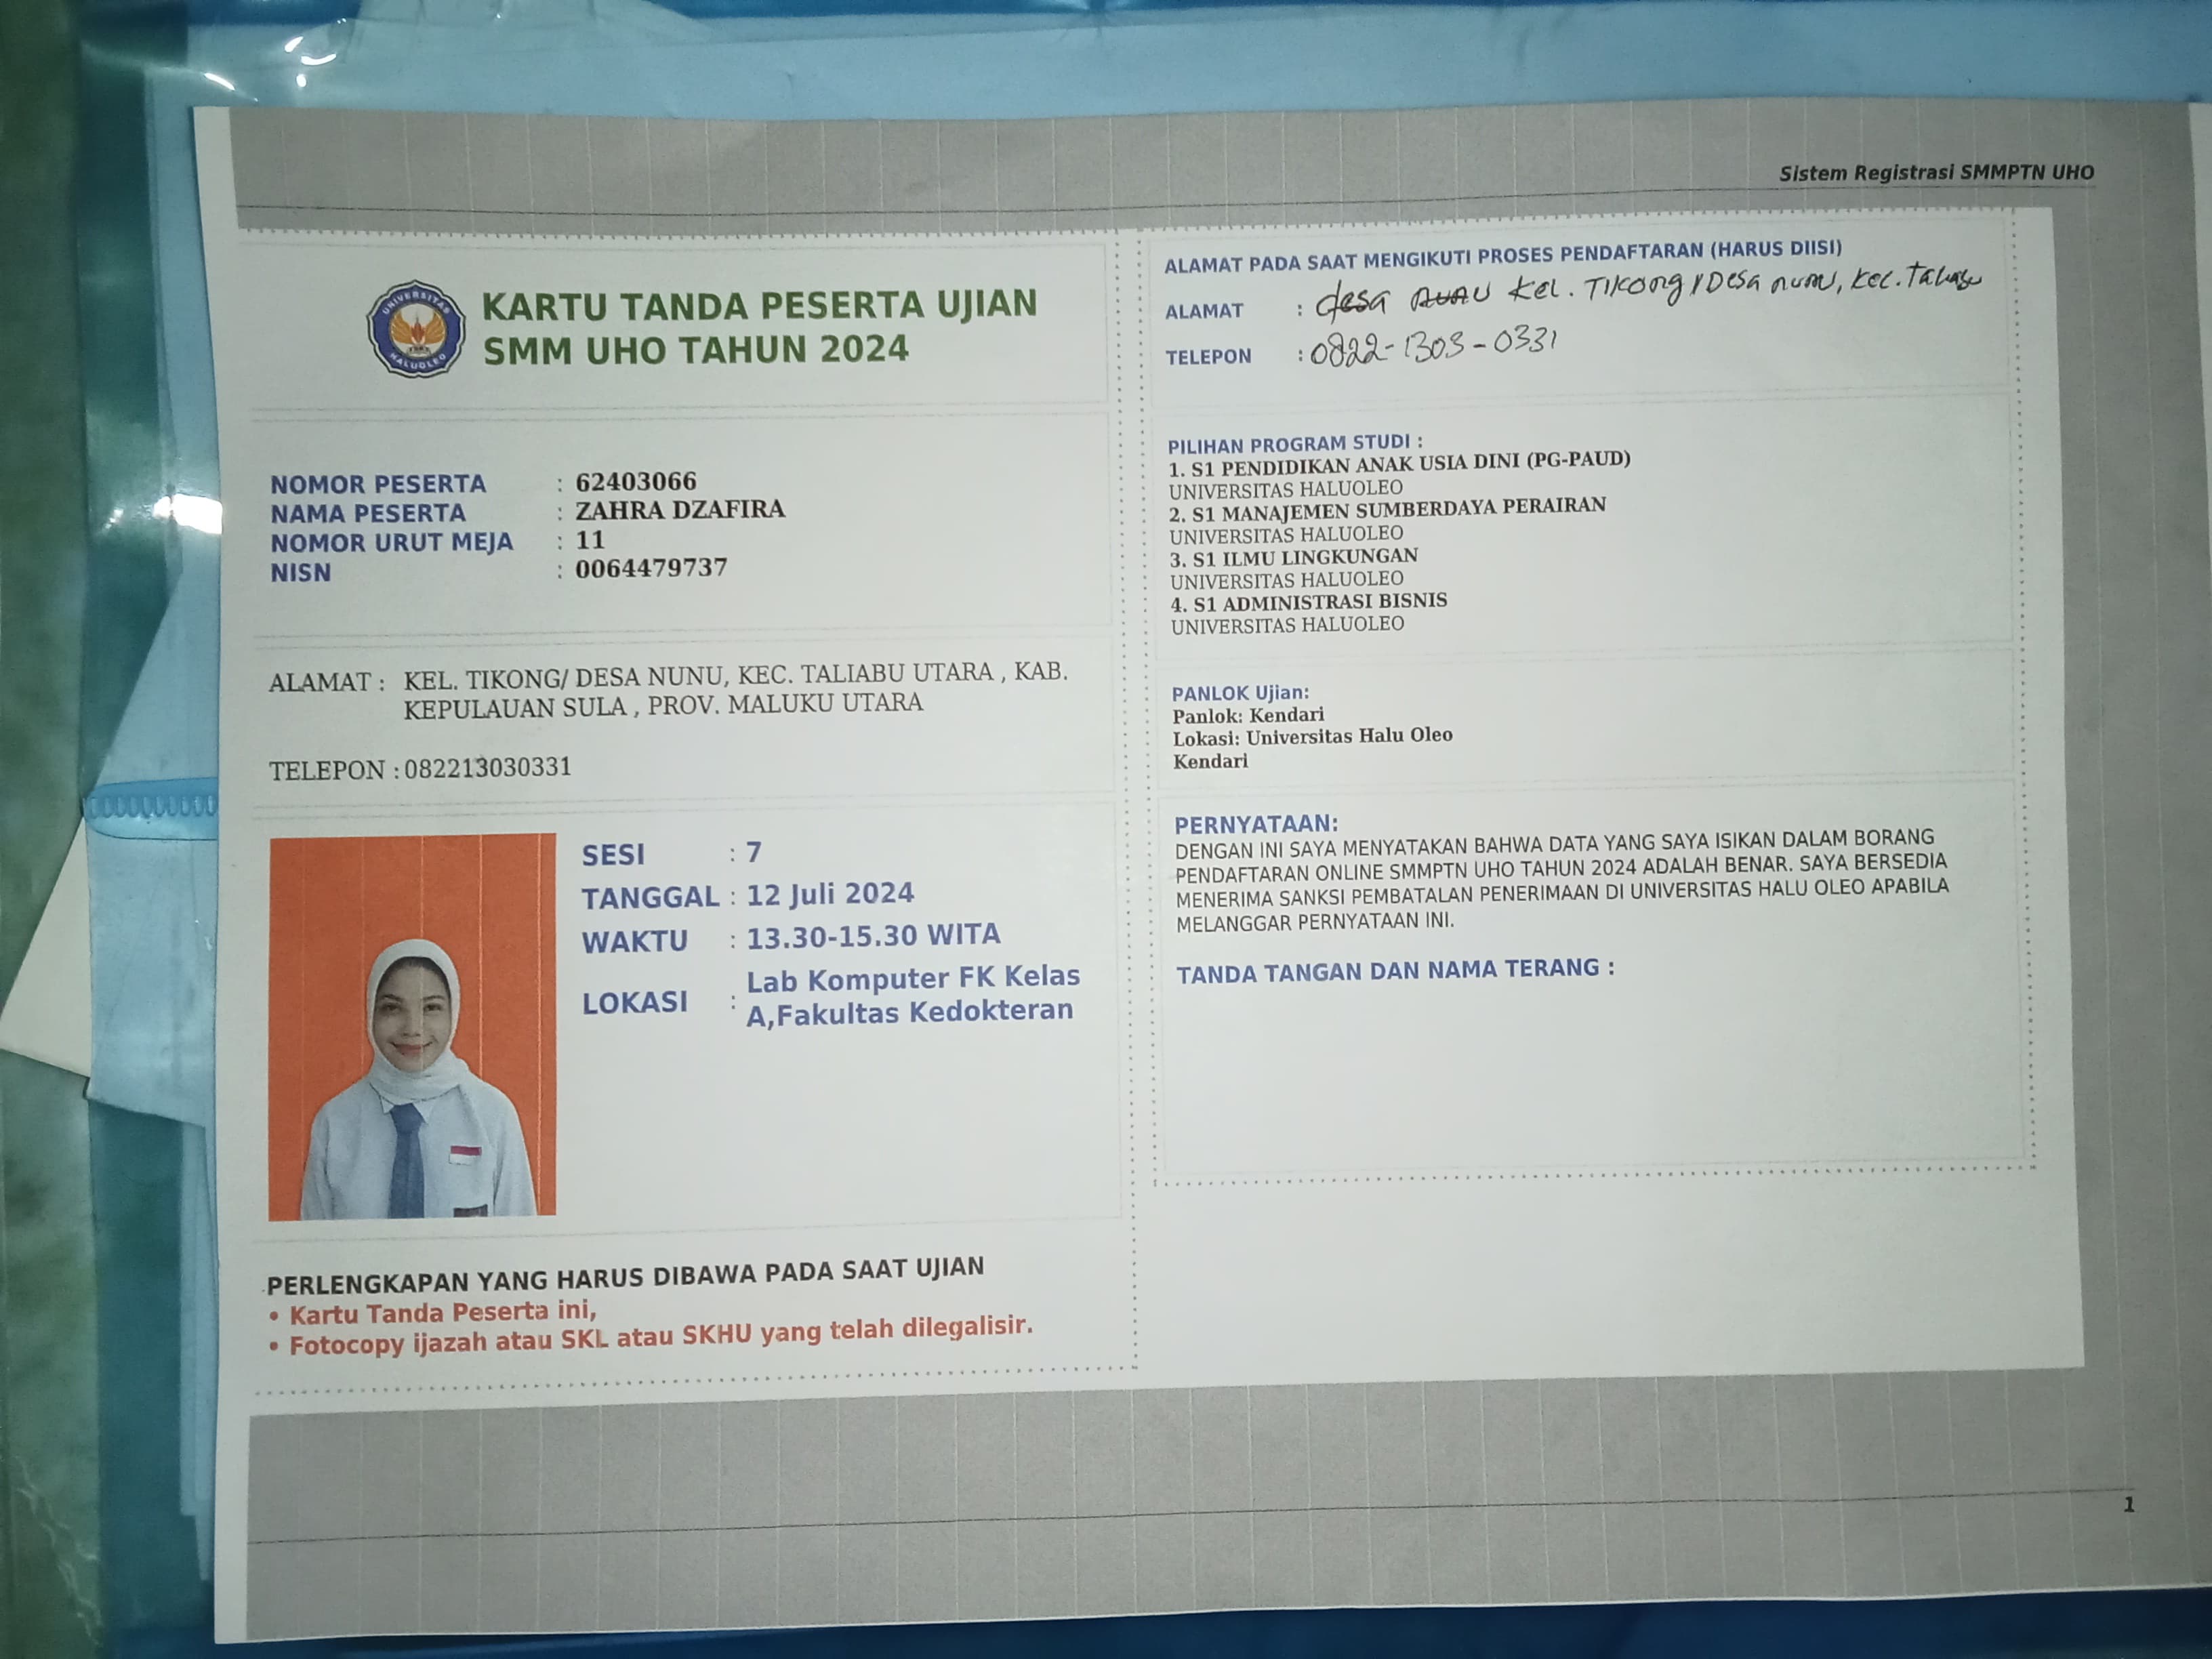 Sistem Registrasi SMMPTN UHO
UNIVERSITAS
HALUOLEO
KARTU TANDA PESERTA UJIAN
SMM UHO TAHUN 2024
NOMOR PESERTA : 62403066
NAMA PESERTA : ZAHRA DZAFIRA
NOMOR URUT MEJA : 11
NISN : 0064479737
ALAMAT : KEL. TIKONG/ DESA NUNU, KEC. TALIABU UTARA , KAB.
KEPULAUAN SULA , PROV. MALUKU UTARA
TELEPON : 082213030331
SESI : 7
TANGGAL : 12 Juli 2024
WAKTU : 13.30-15.30 WITA
LOKASI : Lab Komputer FK Kelas
A,Fakultas Kedokteran
PERLENGKAPAN YANG HARUS DIBAWA PADA SAAT UJIAN
• Kartu Tanda Peserta ini,
• Fotocopy ijazah atau SKL atau SKHU yang telah dilegalisir.
ALAMAT PADA SAAT MENGIKUTI PROSES PENDAFTARAN (HARUS DIISI)
ALAMAT : desa Kel. Tikong/Desa nunu, Kec.
TELEPON : 0822-1303-0331
PILIHAN PROGRAM STUDI :
1. S1 PENDIDIKAN ANAK USIA DINI (PG-PAUD)
UNIVERSITAS HALUOLEO
2. S1 MANAJEMEN SUMBERDAYA PERAIRAN
UNIVERSITAS HALUOLEO
3. S1 ILMU LINGKUNGAN
UNIVERSITAS HALUOLEO
4. S1 ADMINISTRASI BISNIS
UNIVERSITAS HALUOLEO
PANLOK Ujian:
Panlok: Kendari
Lokasi: Universitas Halu Oleo
Kendari
PERNYATAAN:
DENGAN INI SAYA MENYATAKAN BAHWA DATA YANG SAYA ISIKAN DALAM BORANG
PENDAFTARAN ONLINE SMMPTN UHO TAHUN 2024 ADALAH BENAR. SAYA BERSEDIA
MENERIMA SANKSI PEMBATALAN PENERIMAAN DI UNIVERSITAS HALU OLEO APABILA
MELANGGAR PERNYATAAN INI.
TANDA TANGAN DAN NAMA TERANG :
1